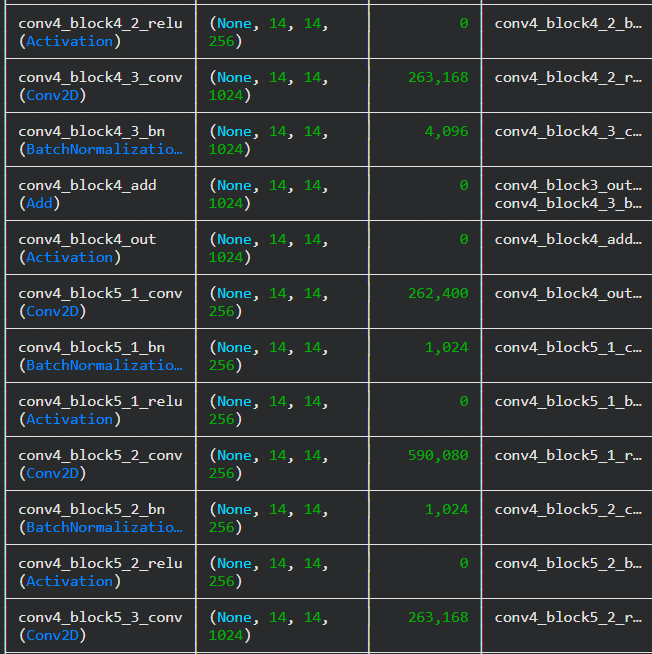 conv4_block4_2_relu (None, 14, 14, 0 conv4_block4_2_b…
(Activation) 256)
conv4_block4_3_conv (None, 14, 14, 263,168 conv4_block4_2_r…
(Conv2D) 1024)
conv4_block4_3_bn (None, 14, 14, 4,096 conv4_block4_3_c…
(BatchNormalizatio… 1024)
conv4_block4_add (None, 14, 14, 0 conv4_block3_out…
(Add) 1024) conv4_block4_3_b…
conv4_block4_out (None, 14, 14, 0 conv4_block4_add…
(Activation) 1024)
conv4_block5_1_conv (None, 14, 14, 262,400 conv4_block4_out…
(Conv2D) 256)
conv4_block5_1_bn (None, 14, 14, 1,024 conv4_block5_1_c…
(BatchNormalizatio… 256)
conv4_block5_1_relu (None, 14, 14, 0 conv4_block5_1_b…
(Activation) 256)
conv4_block5_2_conv (None, 14, 14, 590,080 conv4_block5_1_r…
(Conv2D) 256)
conv4_block5_2_bn (None, 14, 14, 1,024 conv4_block5_2_c…
(BatchNormalizatio… 256)
conv4_block5_2_relu (None, 14, 14, 0 conv4_block5_2_b…
(Activation) 256)
conv4_block5_3_conv (None, 14, 14, 263,168 conv4_block5_2_r…
(Conv2D) 1024)